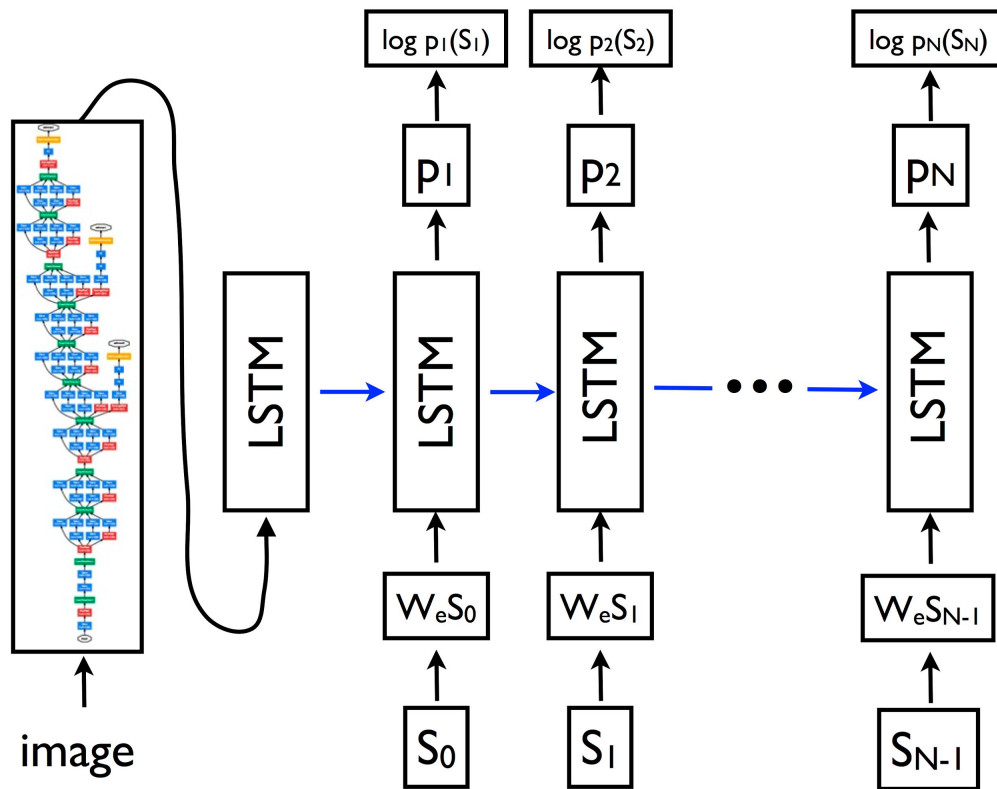 log p₁(S₁)
log p₂(S₂)
log pN(SN)
p₁
p₂
pN
LSTM
LSTM
LSTM
LSTM
WₑS₀
WₑS₁
WₑSN-1
S₀
S₁
SN-1
image